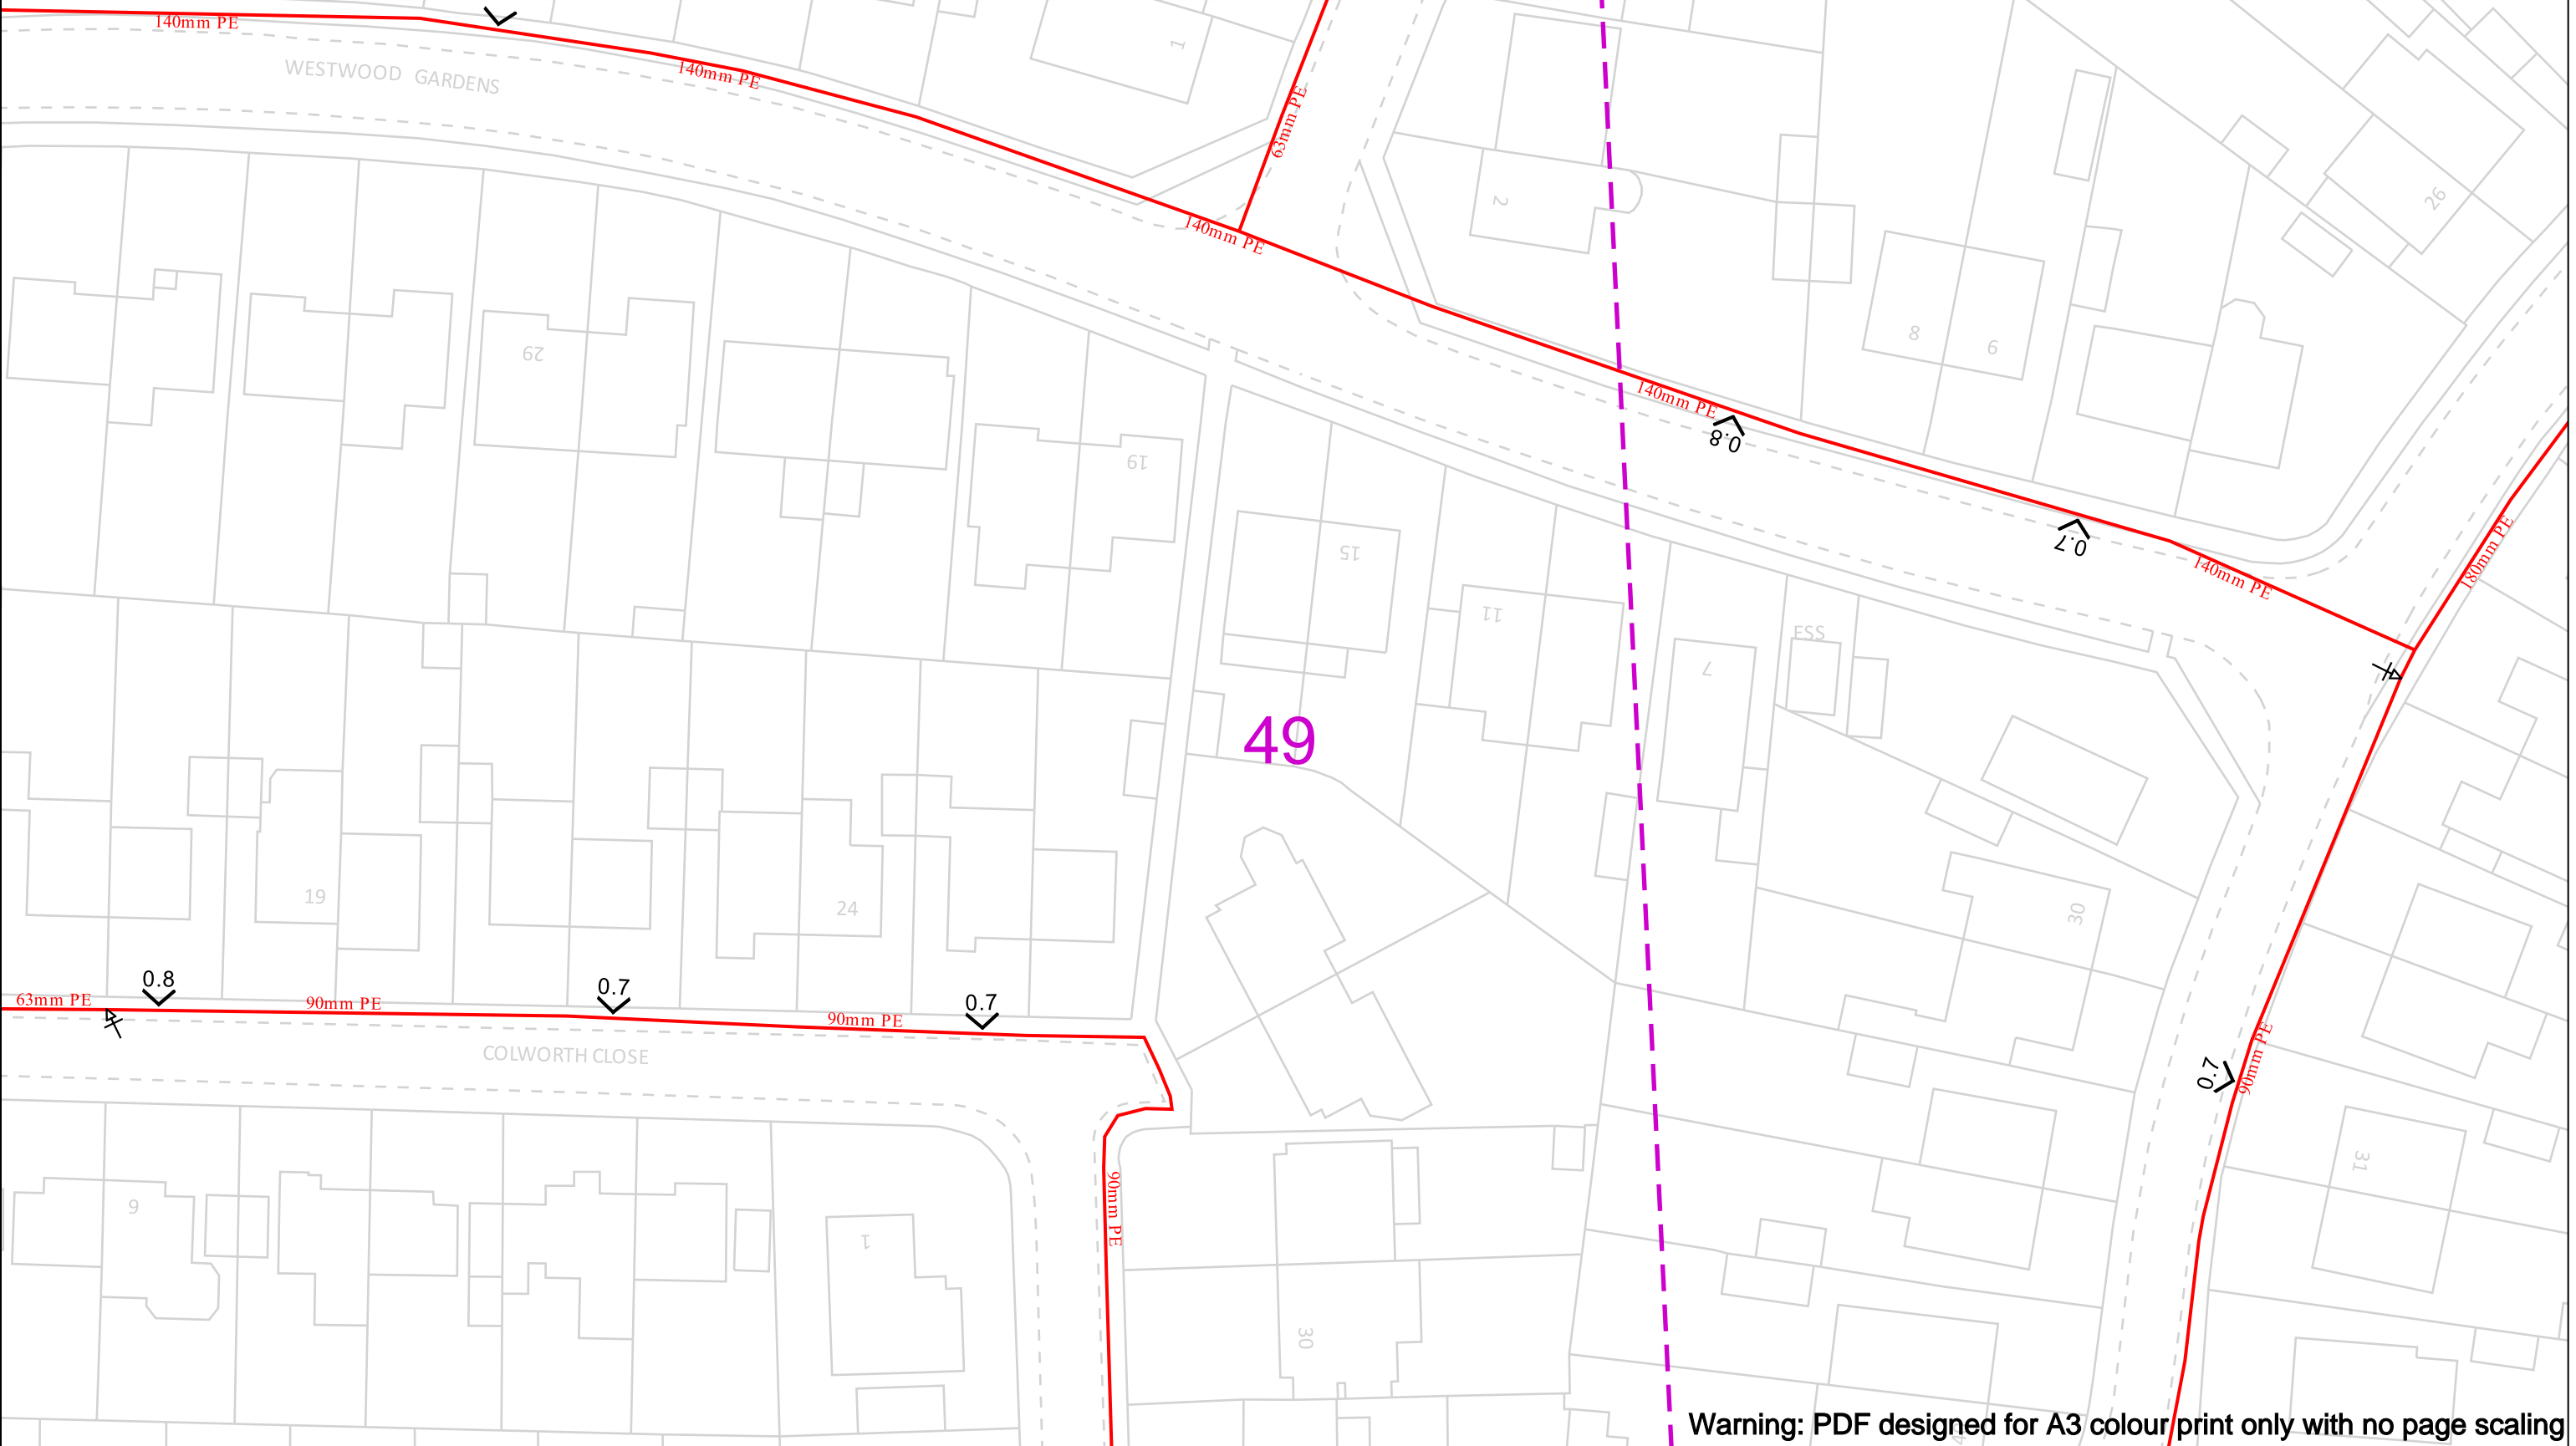 140mm PE
WESTWOOD GARDENS
140mm PE
1
63mm PE
140mm PE
2
26
8
6
140mm PE
0.8
29
19
15
0.7
140mm PE
180mm PE
11
ESS
7
49
19
24
30
0.8
0.7
0.7
63mm PE
90mm PE
90mm PE
COLWORTH CLOSE
0.7
90mm PE
31
9
1
90mm PE
30
Warning: PDF designed for A3 colour print only with no page scaling